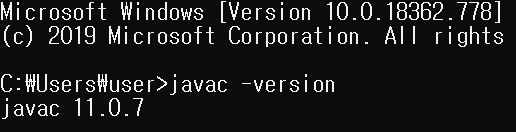 Microsoft Windows [Version 10.0.18362.778]
(c) 2019 Microsoft Corporation. All rights
C:₩Users₩user>javac -version
javac 11.0.7